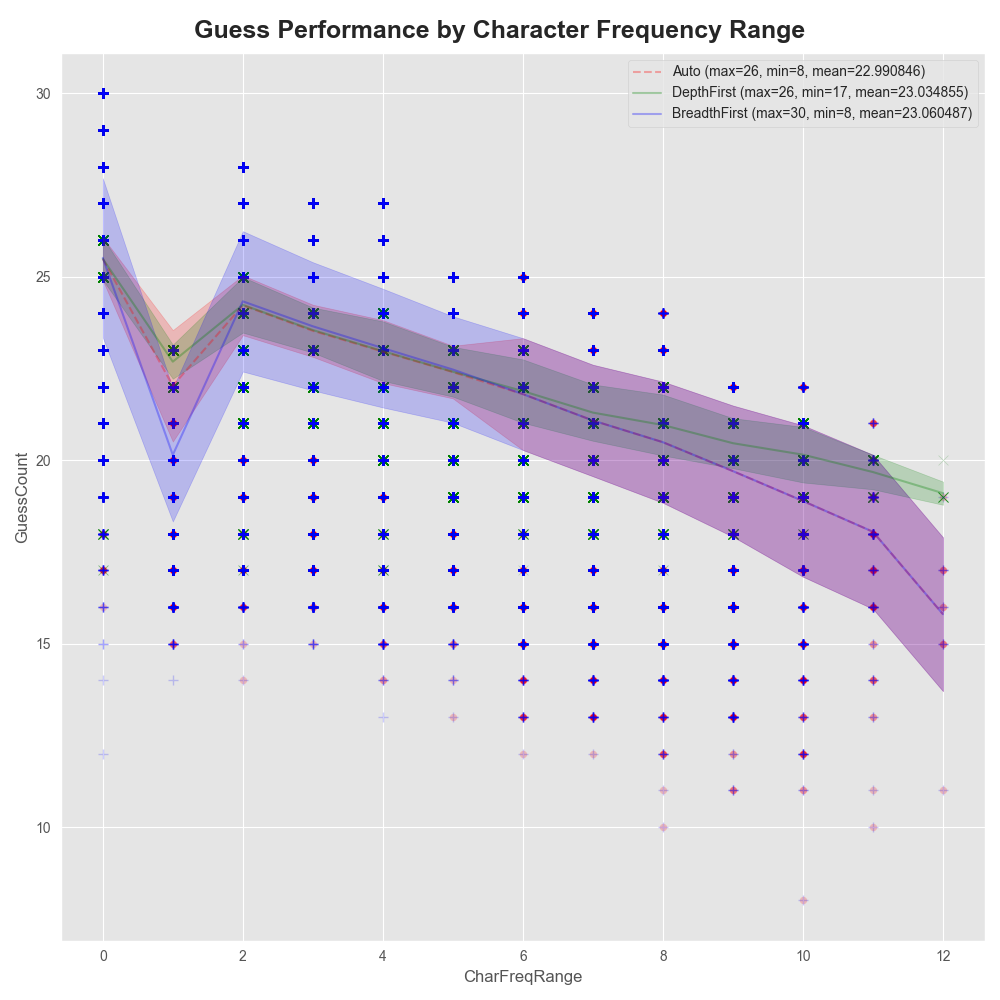 Guess Performance by Character Frequency Range
Auto (max=26, min=8, mean=22.990846)
DepthFirst (max=26, min=17, mean=23.034855)
BreadthFirst (max=30, min=8, mean=23.060487)
30
25
20
15
10
GuessCount
0 2 4 6 8 10 12
CharFreqRange